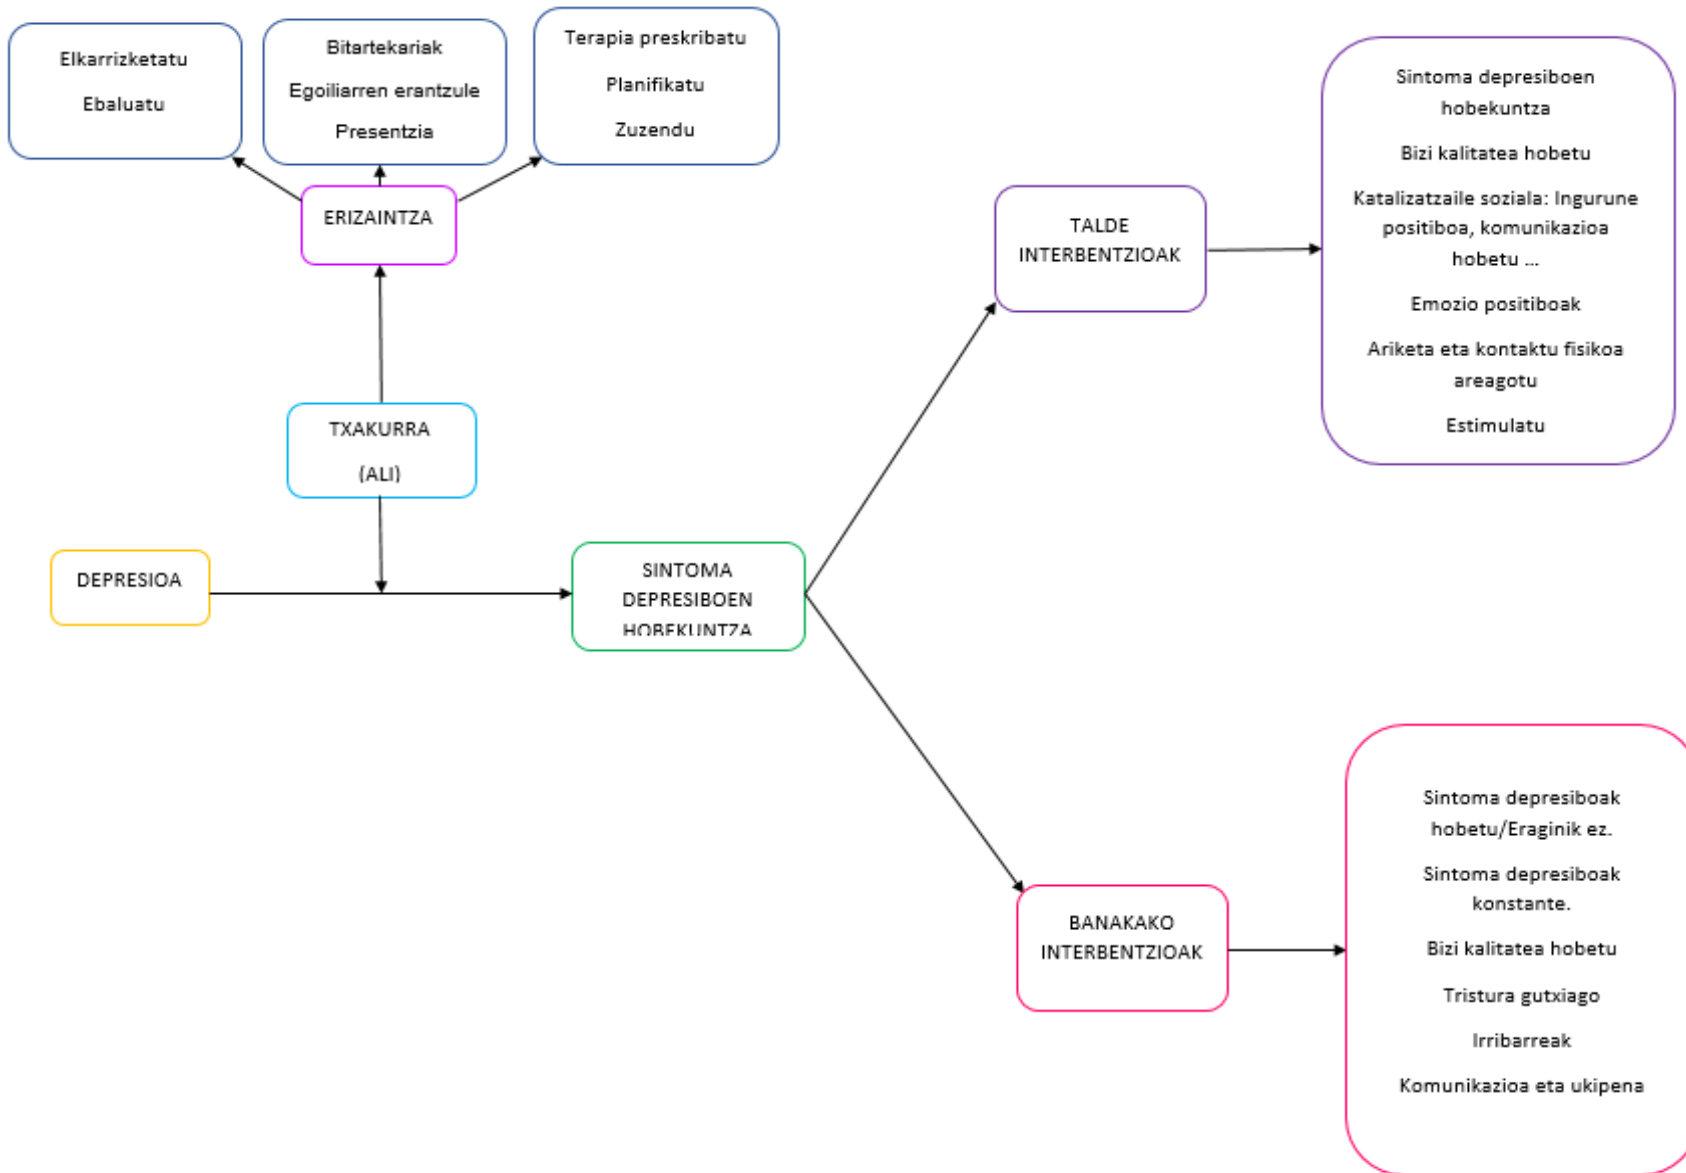 Elkarrizketatu
Ebaluatu
Bitartekariak
Egoiliarren erantzule
Presentzia
Terapia preskribatu
Planifikatu
Zuzendu
ERIZAINTZA
TXAKURRA
(ALI)
DEPRESIOA
SINTOMA
DEPRESIBOEN
HOBEKUNTZA
TALDE
INTERBENTZIOAK
Sintoma depresiboen
hobekuntza
Bizi kalitatea hobetu
Katalizatzaile soziala: Ingurune
positiboa, komunikazioa
hobetu ...
Emozio positiboak
Ariketa eta kontaktu fisikoa
areagotu
Estimulatu
BANAKAKO
INTERBENTZIOAK
Sintoma depresiboak
hobetu/Eraginik ez.
Sintoma depresiboak
konstante.
Bizi kalitatea hobetu
Tristura gutxiago
Irribarreak
Komunikazioa eta ukipena